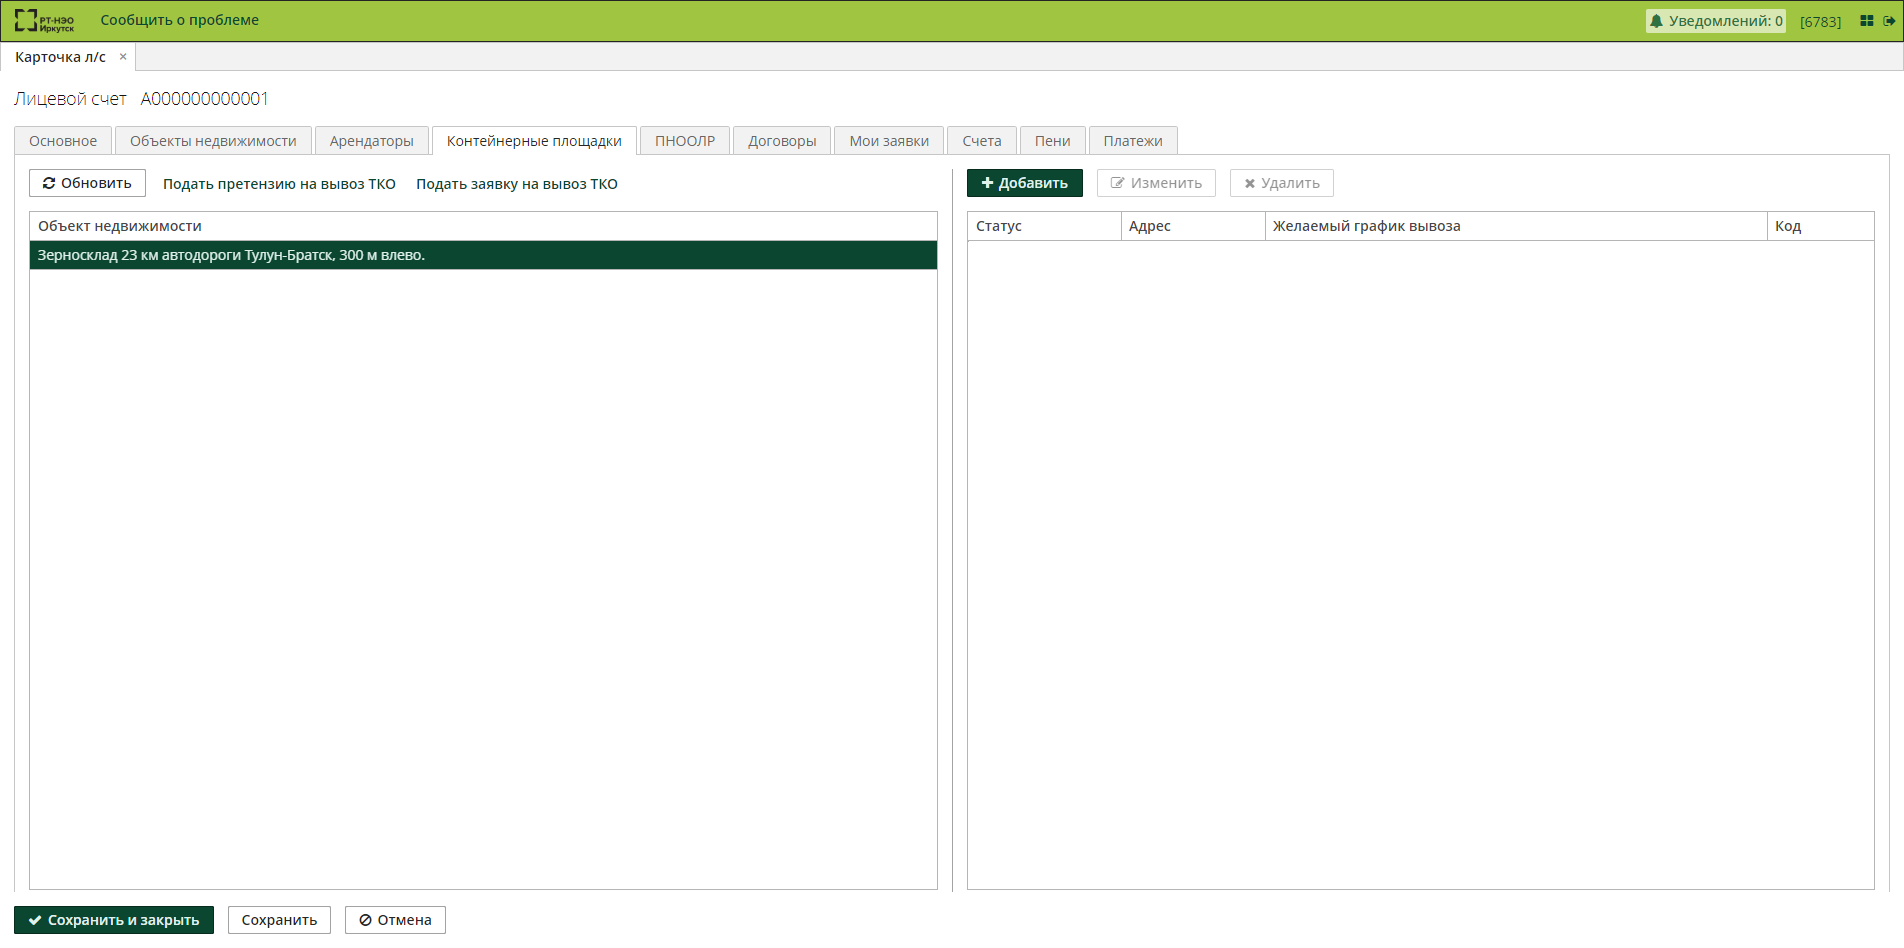 РТ-НЭО
Иркутск
Сообщить о проблеме
Уведомлений: 0
[6783]
Карточка л/с ×
Лицевой счет А000000000001
Основное
Объекты недвижимости
Арендаторы
Контейнерные площадки
ПНООЛР
Договоры
Мои заявки
Счета
Пени
Платежи
Обновить
Подать претензию на вывоз ТКО
Подать заявку на вывоз ТКО
Объект недвижимости
Зерносклад 23 км автодороги Тулун-Братск, 300 м влево.
Добавить
Изменить
Удалить
Статус
Адрес
Желаемый график вывоза
Код
Сохранить и закрыть
Сохранить
Отмена